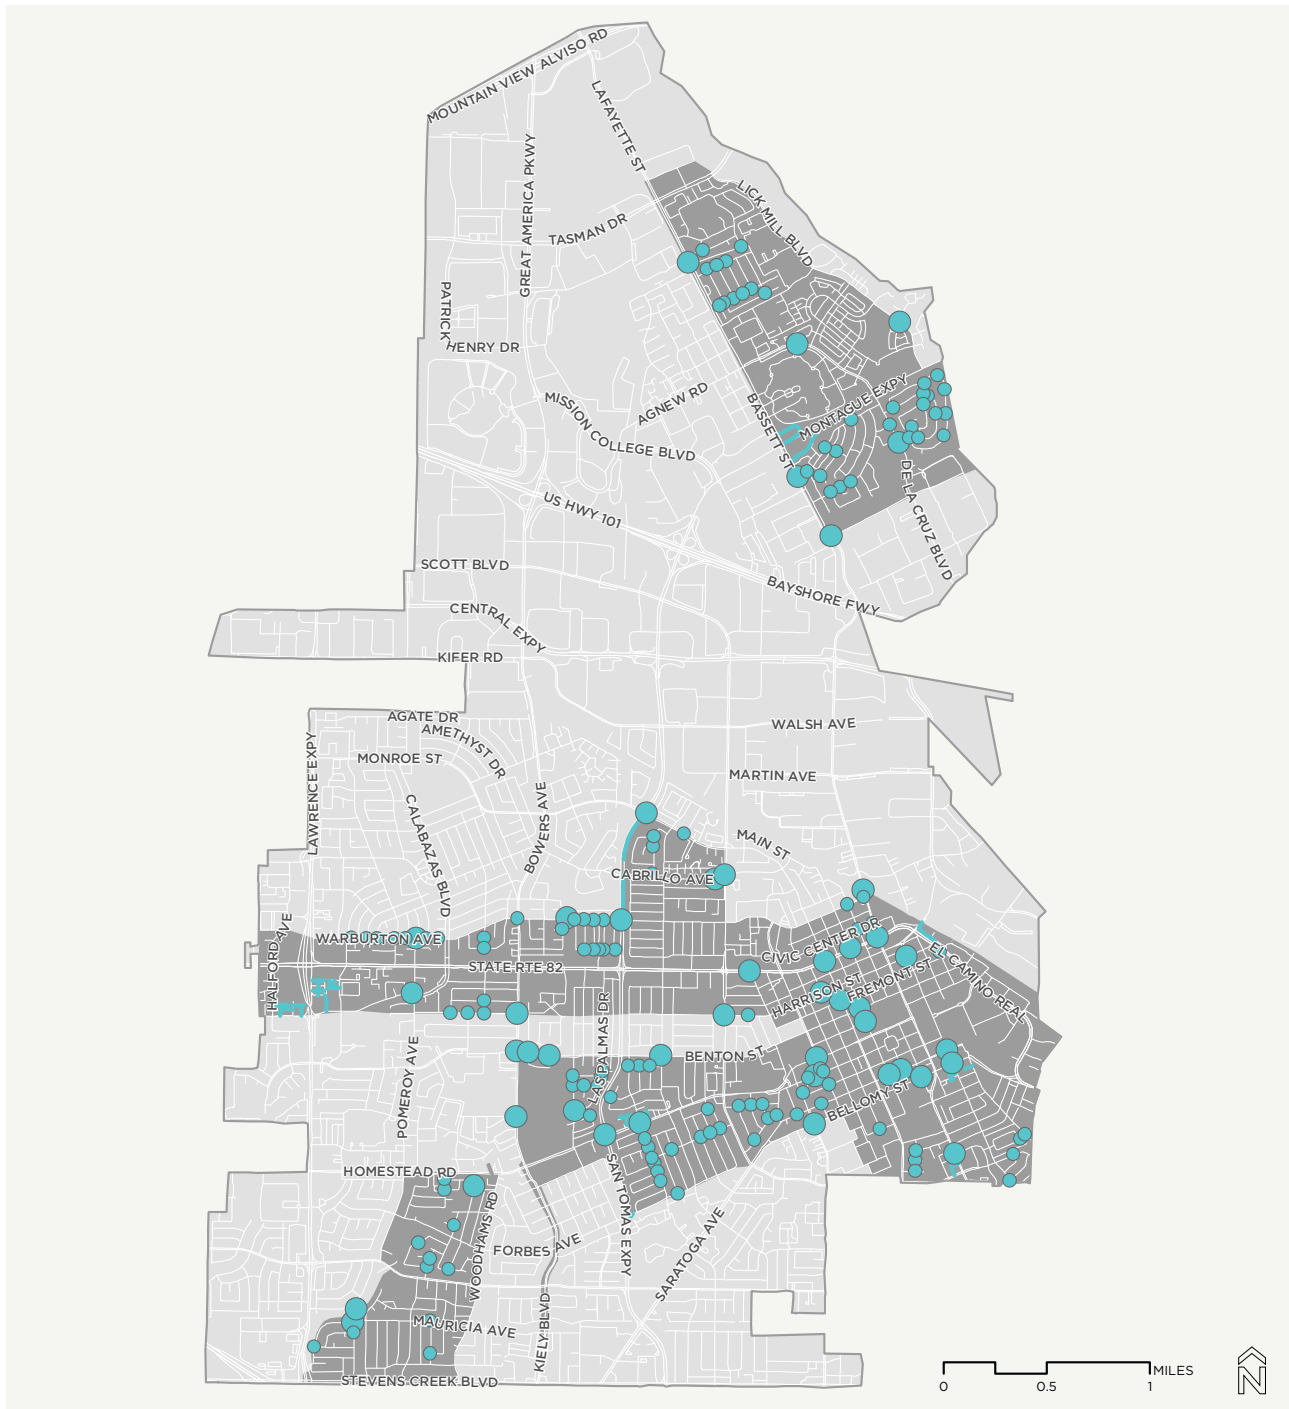 MOUNTAIN VIEW ALVISO RD
LAFAYETTE ST
GREAT AMERICA PKWY
LICK MILL BLVD
TASMAN DR
PATRICK
HENRY DR
MISSION COLLEGE BLVD
AGNEW RD
BASSETT ST
MONTAGUE EXPY
DE LA CRUZ BLVD
US HWY 101
SCOTT BLVD
BAYSHORE FWY
CENTRAL EXPY
KIFER RD
AGATE DR
AMETHYST DR
WALSH AVE
LAWRENCE EXPY
MONROE ST
MARTIN AVE
CALABAZAS BLVD
BOWERS AVE
MAIN ST
CABRILLO AVE
HALFORD AVE
WARBURTON AVE
CIVIC CENTER DR
EL CAMINO REAL
STATE RTE 82
HARRISON ST
FREMONT ST
LAS PALMAS DR
POMEROY AVE
BENTON ST
BELLOMY ST
HOMESTEAD RD
SAN TOMAS EXPY
WOODHAMS RD
FORBES AVE
SARATOGA AVE
MAURICIA AVE
KIELY BLVD
STEVENS CREEK BLVD
MILES
0 0.5 1
N